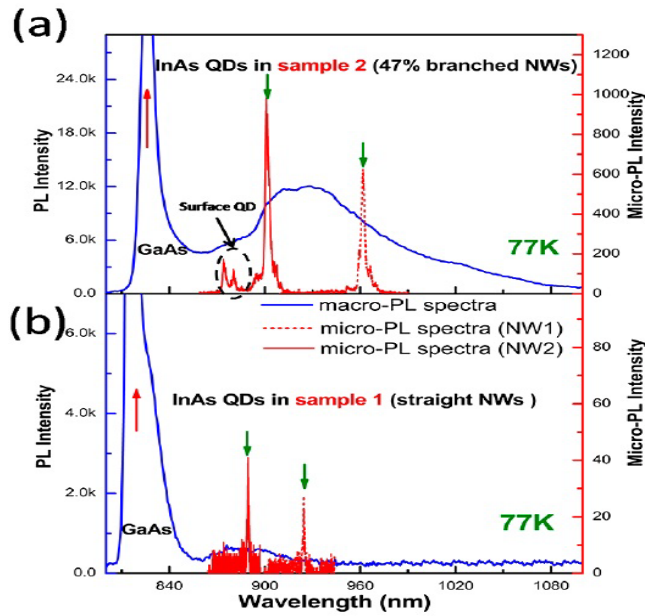 (a)
InAs QDs in sample 2 (47% branched NWs)
PL Intensity
24.0k
18.0k
12.0k
6.0k
0.0
Micro-PL Intensity
1200
1000
800
600
400
200
0
Surface QD
GaAs
77K
(b)
macro-PL spectra
micro-PL spectra (NW1)
micro-PL spectra (NW2)
InAs QDs in sample 1 (straight NWs )
PL Intensity
6.0k
4.0k
2.0k
0.0
Micro-PL Intensity
80
60
40
20
0
GaAs
77K
840 900 960 1020 1080
Wavelength (nm)